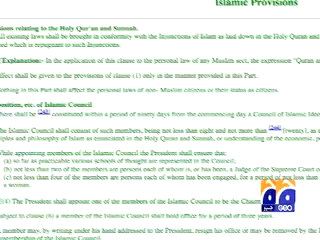 Islamic Provisions
sions relating to the Holy Qur'an and Sunnah.
All existing laws shall be brought in conformity with the Injunctions of Islam as laid down in the Holy Quran and
ed which is repugnant to such Injunctions.
[Explanation:- In the application of this clause to the personal law of any Muslim sect, the expression "Quran a
ffect shall be given to the provisions of clause (1) only in the manner provided in this Part.
Nothing in this Part shall affect the personal laws of non- Muslim citizens or their status as citizens.
position, etc. of Islamic Council
here shall be constituted within a period of ninety days from the commencing day a Council of Islamic
he Islamic Council shall consist of such members, being not less than eight and not more than [twenty], as
iples and philosophy of Islam as enunciated in the Holy Quran and Sunnah, or understanding of the economic, p
While appointing members of the Islamic Council the President shall ensure that:
(a) so far as practicable various schools of thought are represented in the Council;
(b) not less than two of the members are persons each of whom is, or has been, a Judge of the Supreme Court o
(c) not less than four of the members are persons each of whom has been engaged, for a period of not less
a woman.
(4) The President shall appoint one of the members of the Islamic Council to be the Chairm
ubject to clause (6) a member of the Islamic Council shall hold office for a period of three years.
member may, by writing under his hand addressed to the President, resign his office or may be removed by the
membership of the Islamic Council.
GEO